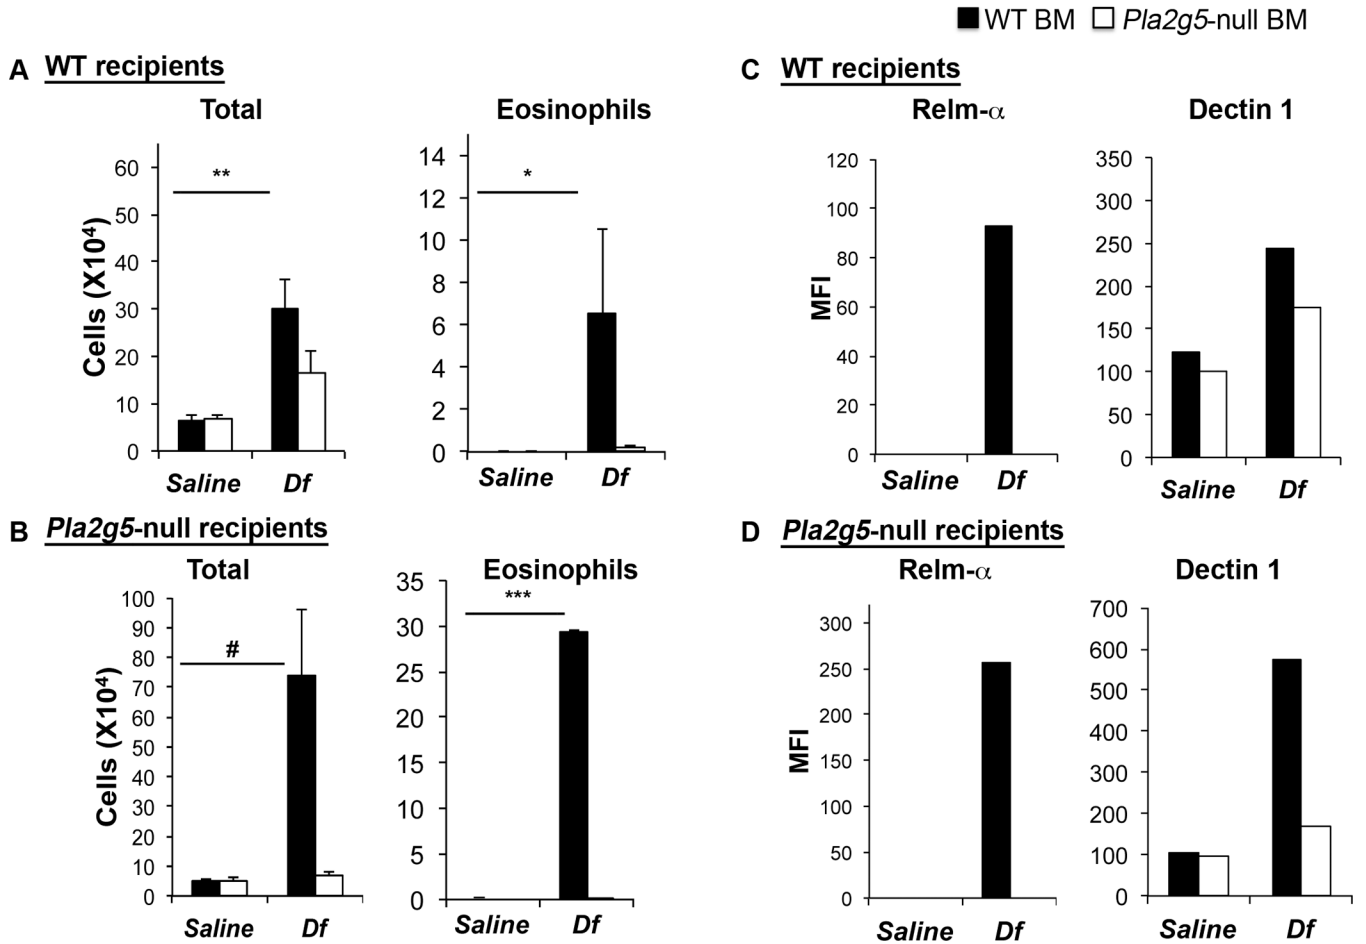 WT BM Pla2g5-null BM
A WT recipients
Total
Eosinophils
Cells (X10⁴)
60
50
40
30
20
10
0
**
Saline Df
14
12
10
8
6
4
2
0
*
Saline Df
B Pla2g5-null recipients
Total
Eosinophils
Cells (X10⁴)
100
90
80
70
60
50
40
30
20
10
0
#
Saline Df
35
30
25
20
15
10
5
0
***
Saline Df
C WT recipients
Relm-α
Dectin 1
MFI
120
100
80
60
40
20
0
Saline Df
350
300
250
200
150
100
50
0
Saline Df
D Pla2g5-null recipients
Relm-α
Dectin 1
MFI
300
250
200
150
100
50
0
Saline Df
700
600
500
400
300
200
100
0
Saline Df